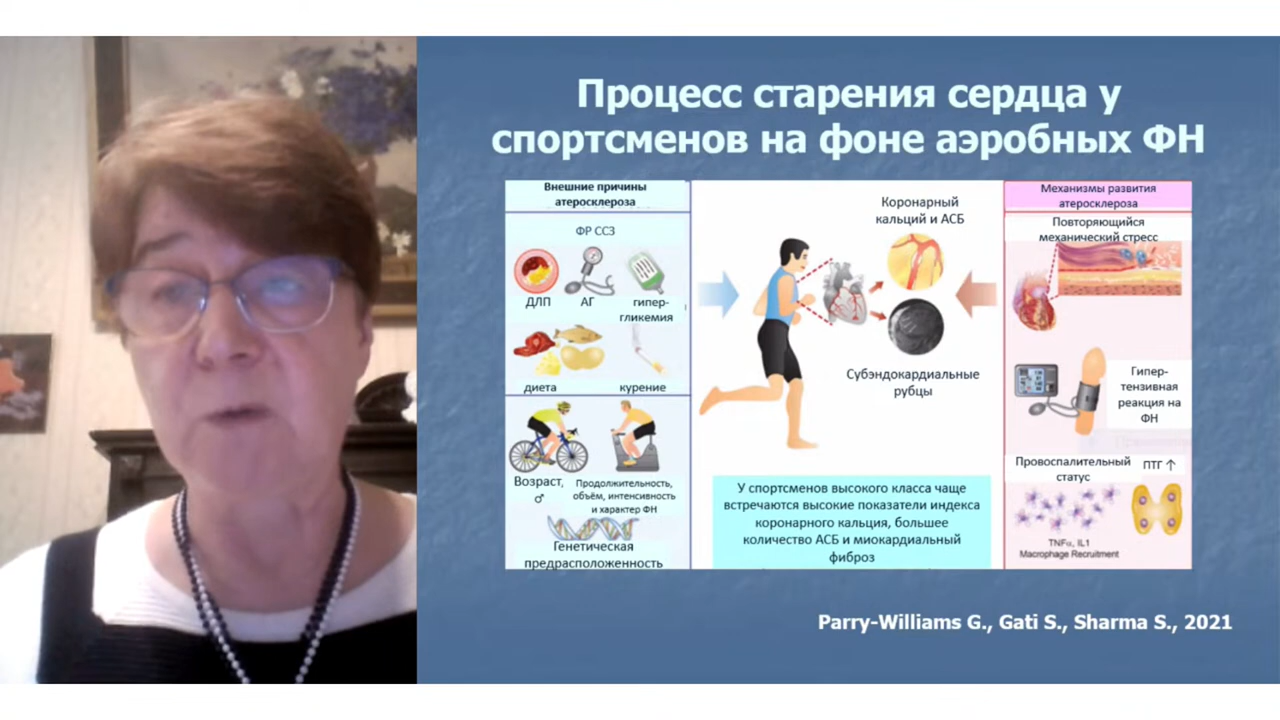 Процесс старения сердца у
спортсменов на фоне аэробных ФН
Внешние причины
атеросклероза
ФР ССЗ
ДЛП
АГ
гипер-
гликемия
диета
курение
Возраст,
♂
Продолжительность,
объём, интенсивность
и характер ФН
Генетическая
предрасположенность
Коронарный
кальций и АСБ
Субэндокардиальные
рубцы
У спортсменов высокого класса чаще
встречаются высокие показатели индекса
коронарного кальция, большее
количество АСБ и миокардиальный
фиброз
Механизмы развития
атеросклероза
Повторяющийся
механический стресс
Гипер-
тензивная
реакция на
ФН
Провоспалительный
статус
ПТГ ↑
TNFα, IL1
Macrophage Recruitment
Parry-Williams G., Gati S., Sharma S., 2021